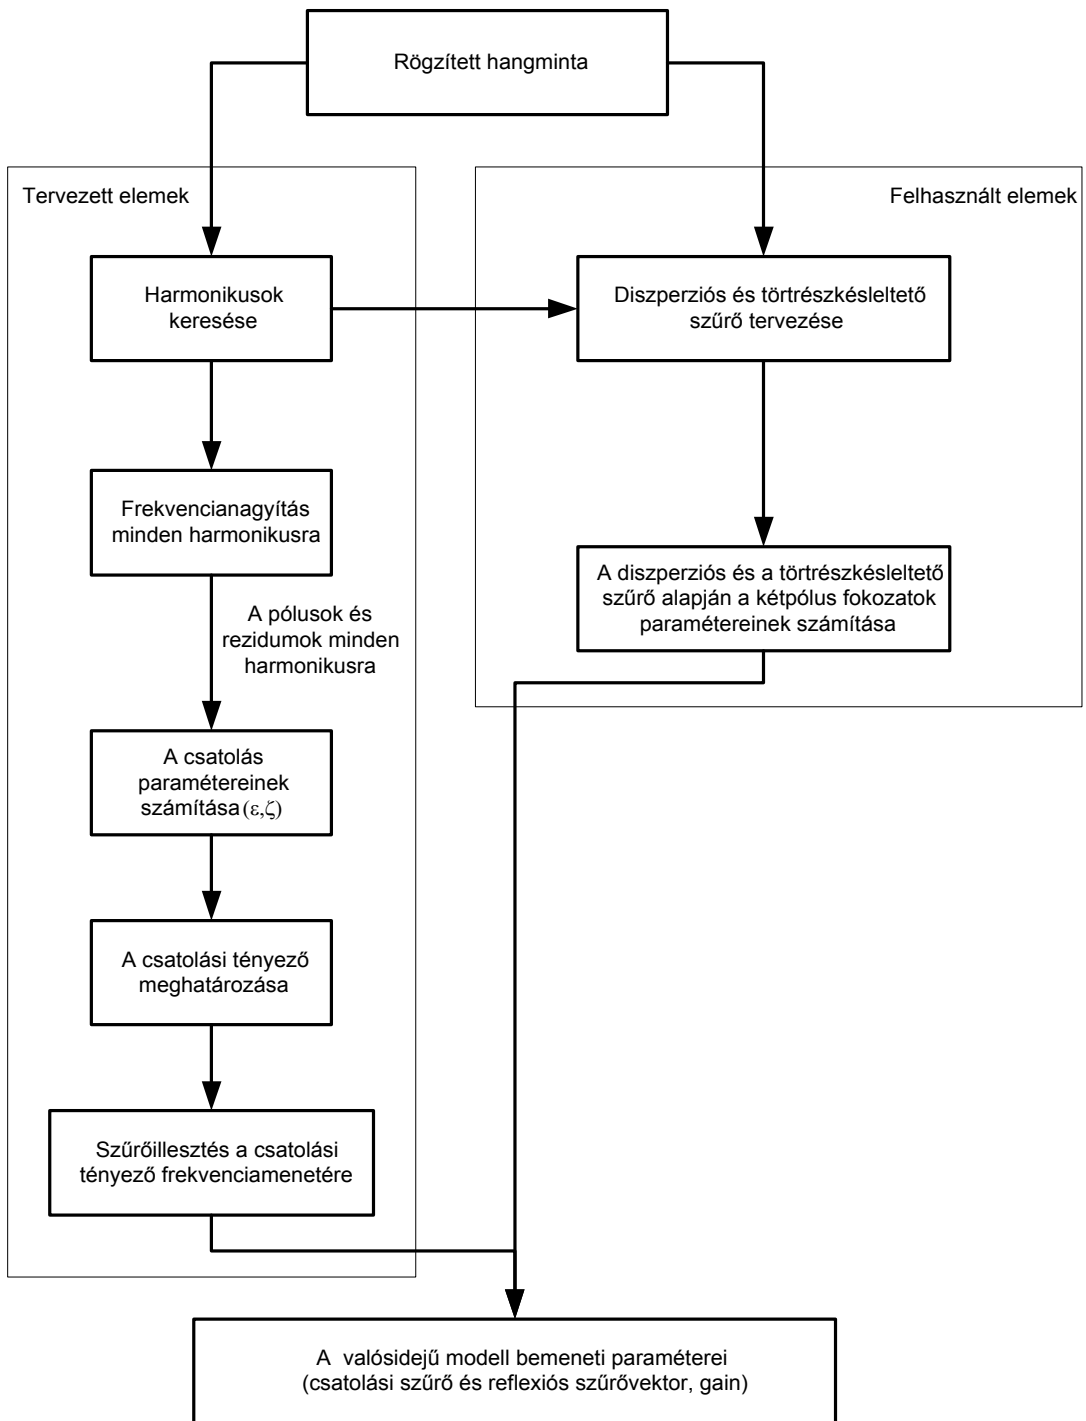 Rögzített hangminta
Tervezett elemek
Felhasznált elemek
Harmonikusok
keresése
Diszperziós és törtrészkésleltető
szűrő tervezése
Frekvencianagyítás
minden harmonikusra
A diszperziós és a törtrészkésleltető
szűrő alapján a kétpólus fokozatok
paramétereinek számítása
A pólusok és
rezidumok minden
harmonikusra
A csatolás
paramétereinek
számítása(ε,ζ)
A csatolási tényező
meghatározása
Szűrőillesztés a csatolási
tényező frekvenciamenetére
A valósidejű modell bemeneti paraméterei
(csatolási szűrő és reflexiós szűrővektor, gain)